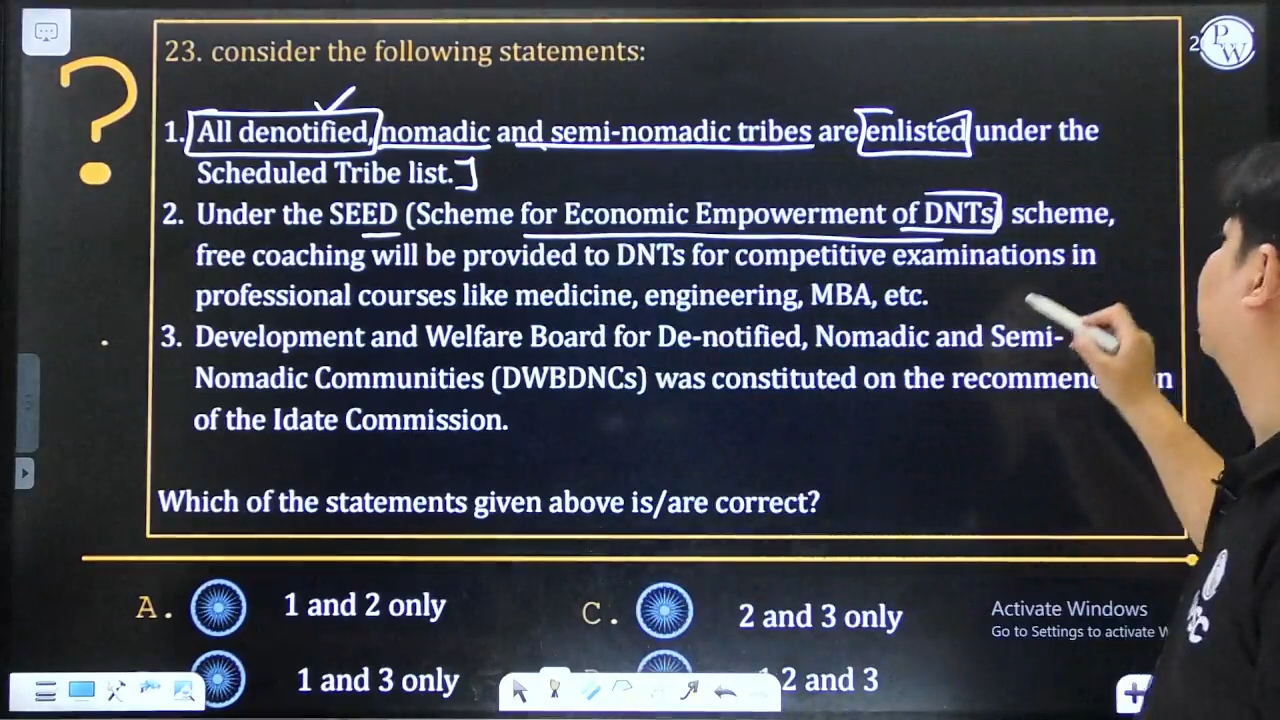 23. consider the following statements:
2
PW
1. All denotified, nomadic and semi-nomadic tribes are enlisted under the
Scheduled Tribe list.
2. Under the SEED (Scheme for Economic Empowerment of DNTs) scheme,
free coaching will be provided to DNTs for competitive examinations in
professional courses like medicine, engineering, MBA, etc.
3. Development and Welfare Board for De-notified, Nomadic and Semi-
Nomadic Communities (DWBDNCs) was constituted on the
of the Idate Commission.
Which of the statements given above is/are correct?
A. 1 and 2 only
C. 2 and 3 only
Activate Windows
Go to Settings to activate W
1 and 3 only
2 and 3